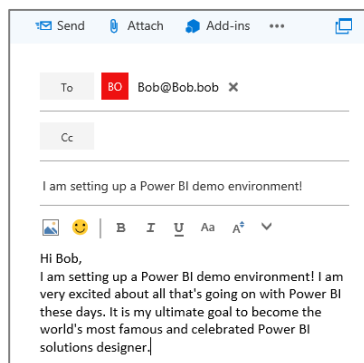 Send Attach Add-ins •••
To BO Bob@Bob.bob
Cc
I am setting up a Power BI demo environment!
B I U Aa A
Hi Bob,
I am setting up a Power BI demo environment! I am
very excited about all that's going on with Power BI
these days. It is my ultimate goal to become the
world's most famous and celebrated Power BI
solutions designer.